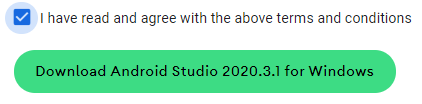 I have read and agree with the above terms and conditions
Download Android Studio 2020.3.1 for Windows